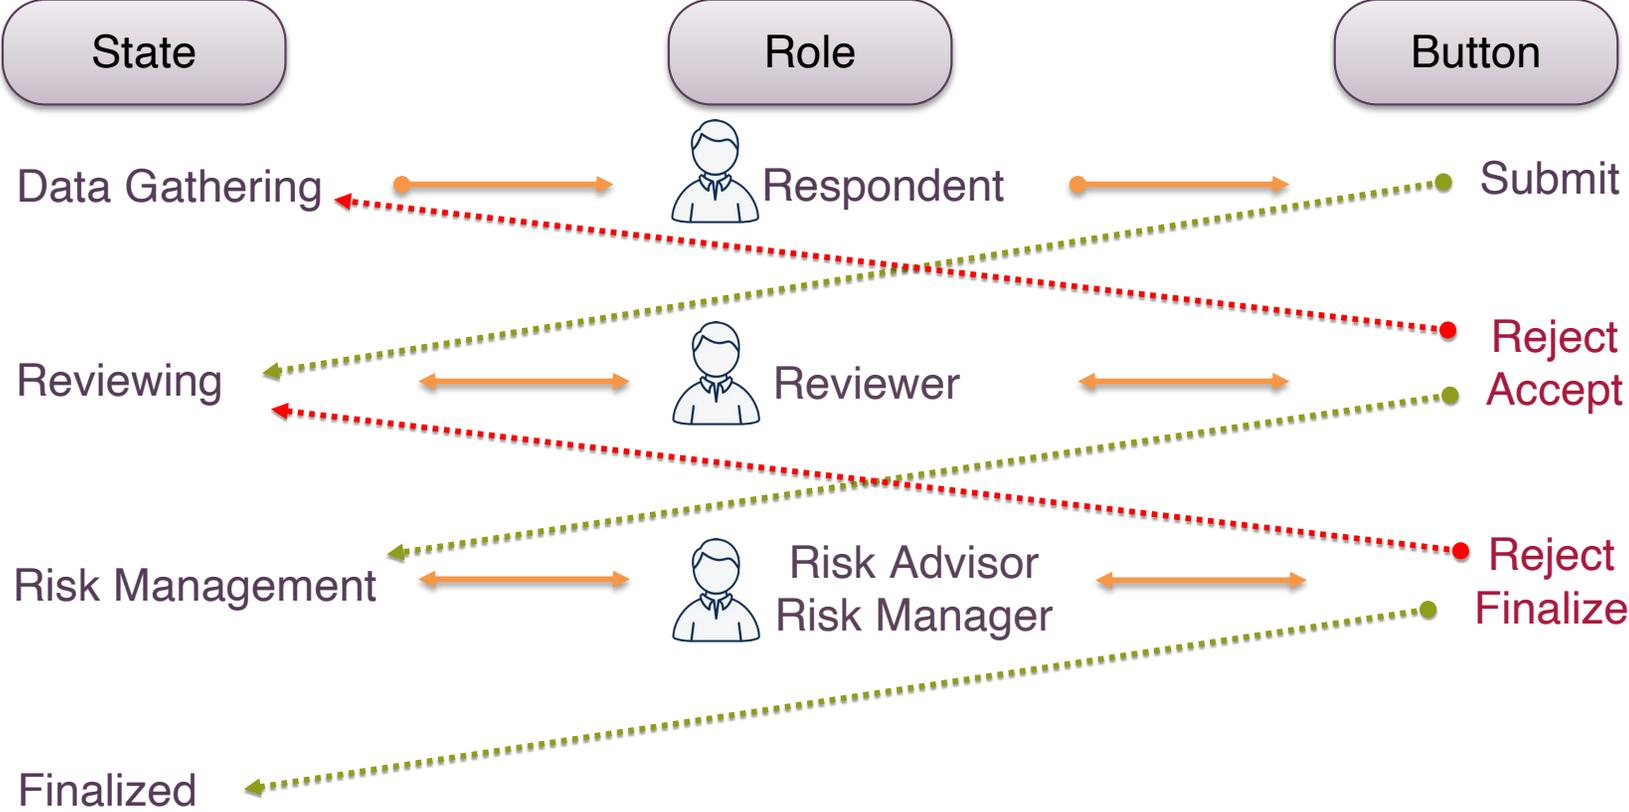 State
Role
Button
Data Gathering
Respondent
Submit
Reviewing
Reviewer
Reject
Accept
Risk Management
Risk Advisor
Risk Manager
Reject
Finalize
Finalized